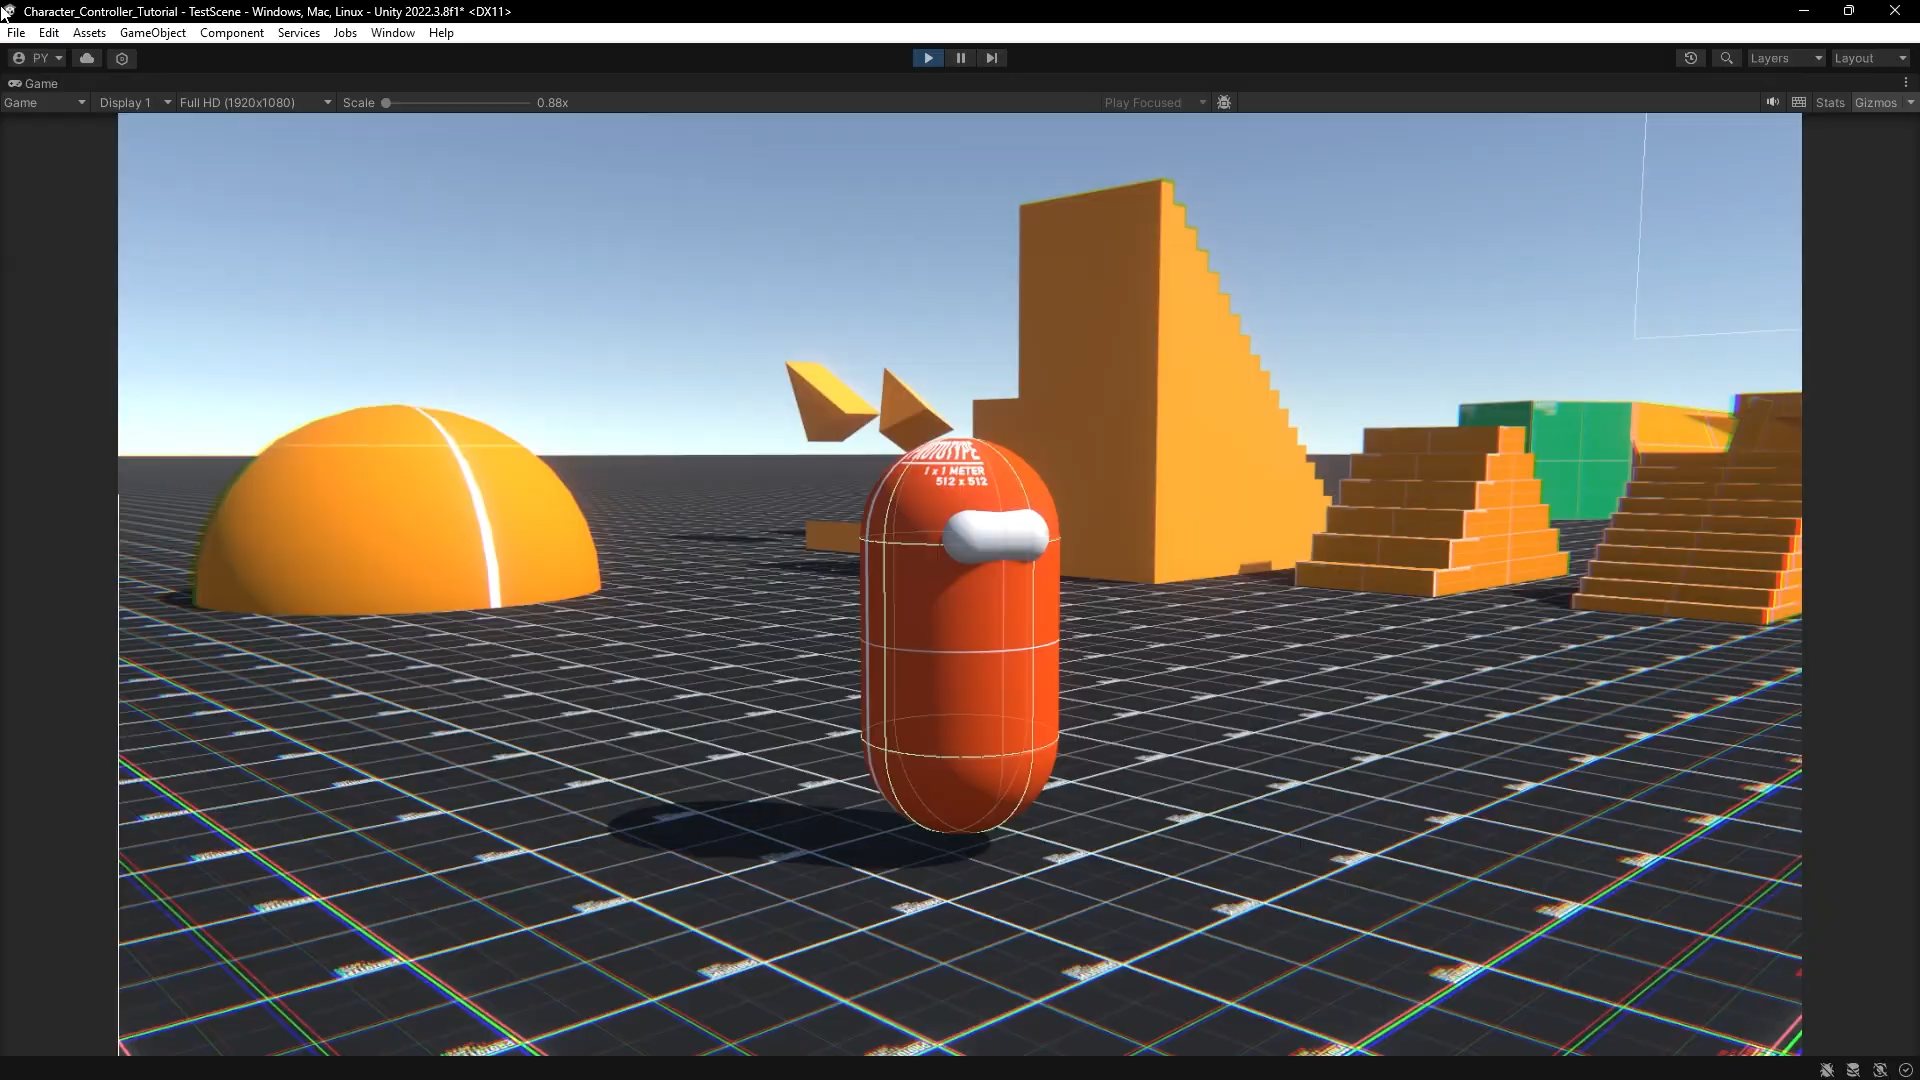 Character_Controller_Tutorial - TestScene - Windows, Mac, Linux - Unity 2022.3.8f1* <DX11>
File Edit Assets GameObject Component Services Jobs Window Help
PY Layers Layout
Game
Game Display 1 Full HD (1920x1080) Scale 0.88x Play Focused Stats Gizmos
PROTOTYPE
1 x 1 METER
512 x 512